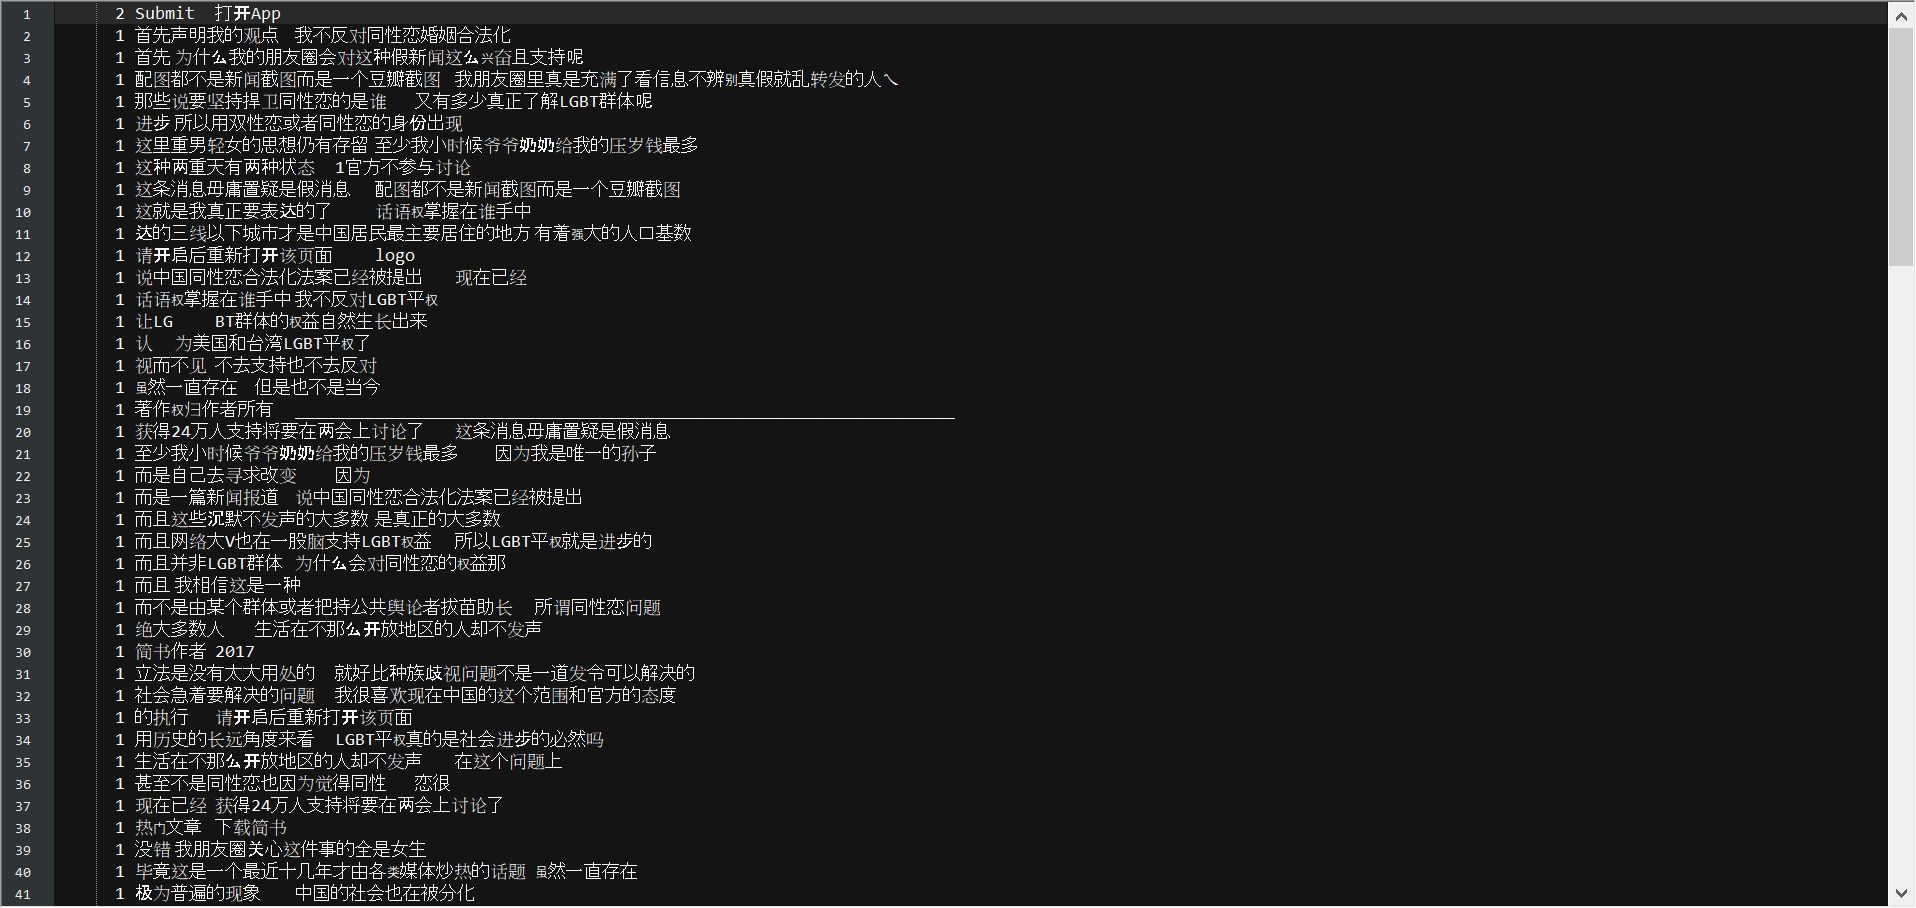 1 2 Submit 打开App
2 1 首先声明我的观点 我不反对同性恋婚姻合法化
3 1 首先 为什么我的朋友圈会对这种假新闻这么兴奋且支持呢
4 1 配图都不是新闻截图而是一个豆瓣截图 我朋友圈里真是充满了看信息不辨别真假就乱转发的人乀
5 1 那些说要坚持捍卫同性恋的是谁 又有多少真正了解LGBT群体呢
6 1 进步 所以用双性恋或者同性恋的身份出现
7 1 这里重男轻女的思想仍有存留 至少我小时候爷爷奶奶给我的压岁钱最多
8 1 这种两重天有两种状态 1官方不参与讨论
9 1 这条消息毋庸置疑是假消息 配图都不是新闻截图而是一个豆瓣截图
10 1 这就是我真正要表达的了 话语权掌握在谁手中
11 1 达的三线以下城市才是中国居民最主要居住的地方 有着强大的人口基数
12 1 请开启后重新打开该页面 logo
13 1 说中国同性恋合法化法案已经被提出 现在已经
14 1 话语权掌握在谁手中 我不反对LGBT平权
15 1 让LG BT群体的权益自然生长出来
16 1 认 为美国和台湾LGBT平权了
17 1 视而不见 不去支持也不去反对
18 1 虽然一直存在 但是也不是当今
19 1 著作权归作者所有 __________________________________________________________________
20 1 获得24万人支持将要在两会上讨论了 这条消息毋庸置疑是假消息
21 1 至少我小时候爷爷奶奶给我的压岁钱最多 因为我是唯一的孙子
22 1 而是自己去寻求改变 因为
23 1 而是一篇新闻报道 说中国同性恋合法化法案已经被提出
24 1 而且这些沉默不发声的大多数 是真正的大多数
25 1 而且网络大V也在一股脑支持LGBT权益 所以LGBT平权就是进步的
26 1 而且并非LGBT群体 为什么会对同性恋的权益那
27 1 而且 我相信这是一种
28 1 而不是由某个群体或者把持公共舆论者拔苗助长 所谓同性恋问题
29 1 绝大多数人 生活在不那么开放地区的人却不发声
30 1 简书作者 2017
31 1 立法是没有太大用处的 就好比种族歧视问题不是一道发令可以解决的
32 1 社会急着要解决的问题 我很喜欢现在中国的这个范围和官方的态度
33 1 的执行 请开启后重新打开该页面
34 1 用历史的长远角度来看 LGBT平权真的是社会进步的必然吗
35 1 生活在不那么开放地区的人却不发声 在这个问题上
36 1 甚至不是同性恋也因为觉得同性 恋很
37 1 现在已经 获得24万人支持将要在两会上讨论了
38 1 热门文章 下载简书
39 1 没错 我朋友圈关心这件事的全是女生
40 1 毕竟这是一个最近十几年才由各类媒体炒热的话题 虽然一直存在
41 1 极为普遍的现象 中国的社会也在被分化